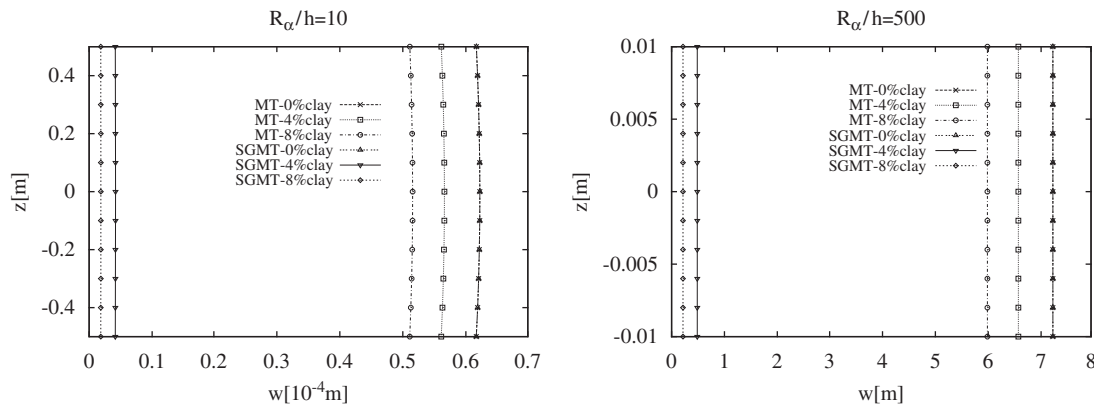 Rα/h=10
z[m]
0.4
0.2
0
-0.2
-0.4
MT-0%clay
MT-4%clay
MT-8%clay
SGMT-0%clay
SGMT-4%clay
SGMT-8%clay
0 0.1 0.2 0.3 0.4 0.5 0.6 0.7
w[10⁻⁴m]
Rα/h=500
z[m]
0.01
0.005
0
-0.005
-0.01
MT-0%clay
MT-4%clay
MT-8%clay
SGMT-0%clay
SGMT-4%clay
SGMT-8%clay
0 1 2 3 4 5 6 7 8
w[m]